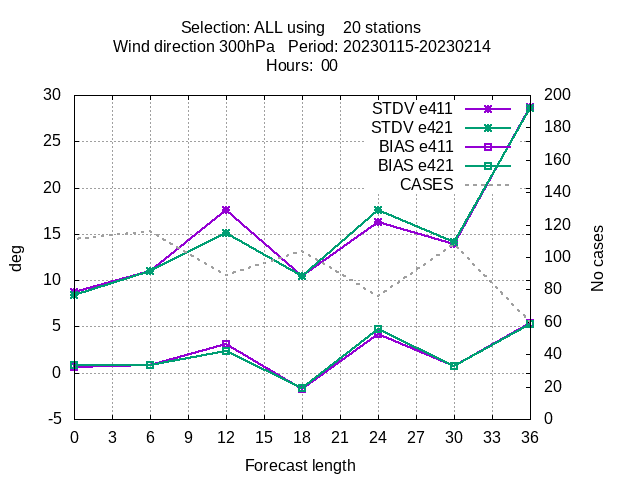 Selection: ALL using    20 stations
Wind direction 300hPa   Period: 20230115-20230214
Hours:  00
30
25
20
15
10
5
0
-5
deg
STDV e411
STDV e421
BIAS e411
BIAS e421
CASES
200
180
160
140
120
100
80
60
40
20
0
No cases
0 3 6 9 12 15 18 21 24 27 30 33 36
Forecast length